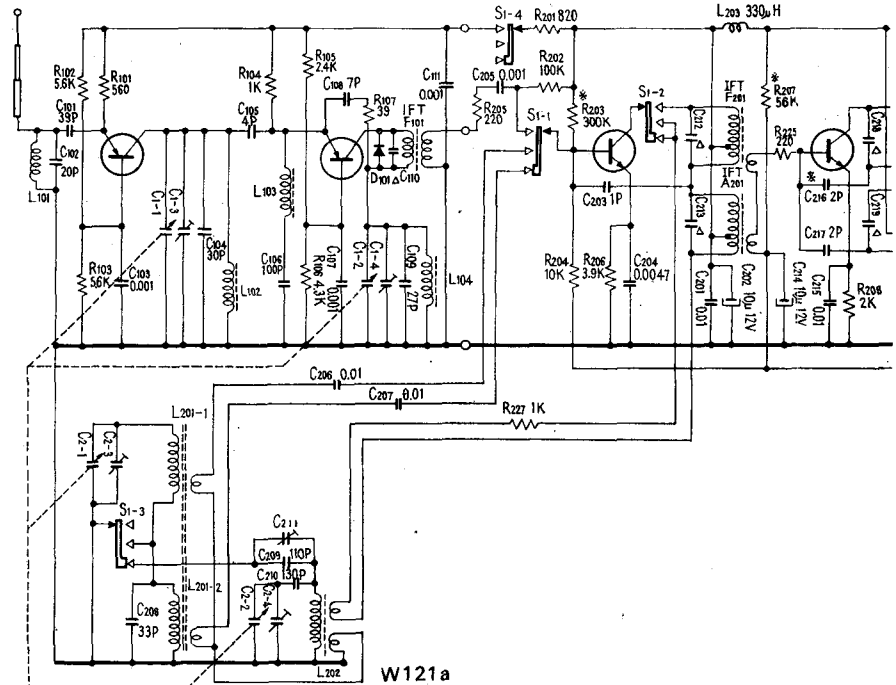 L203 330μH
S1-4
R201 820
R202
100K
R102
5.6K
R101
560
R104
1K
R105
2.4K
C108 7P
R107
39
C111
0.001
C205 0.001
R205
220
S1-1
S1-2
※
R203
300K
IFT
F201
※
R207
56K
C101
39P
C105
4P
IFT
F101
C212
R225
220
C218
C102
20P
D101
C110
L101
C1-1
C1-3
L103
IFT
A201
※
C216 2P
C203 1P
C213
C217 2P
C219
C104
30P
C106
100P
R106 4.3K
C107
0.001
C1-2
C1-4
C109
27P
L104
R103
5.6K
C103
0.001
L102
R204
10K
R206
3.9K
C204
0.0047
C201
0.01
C202
10μ 12V
C214
10μ 12V
C215
0.01
R208
2K
C206 0.01
C207 0.01
R227 1K
L201-1
C2-1
C2-3
S1-3
C211
C209 110P
C210 130P
L201-2
C208
33P
C2-2
C2-4
L202
W121a